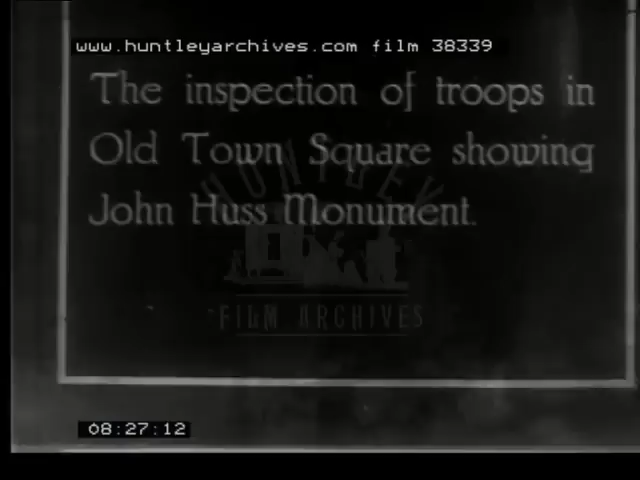 www.huntleyarchives.com film 38339
The inspection of troops in
Old Town Square showing
John Huss Monument.
HUNTLEY
FILM ARCHIVES
08:27:12